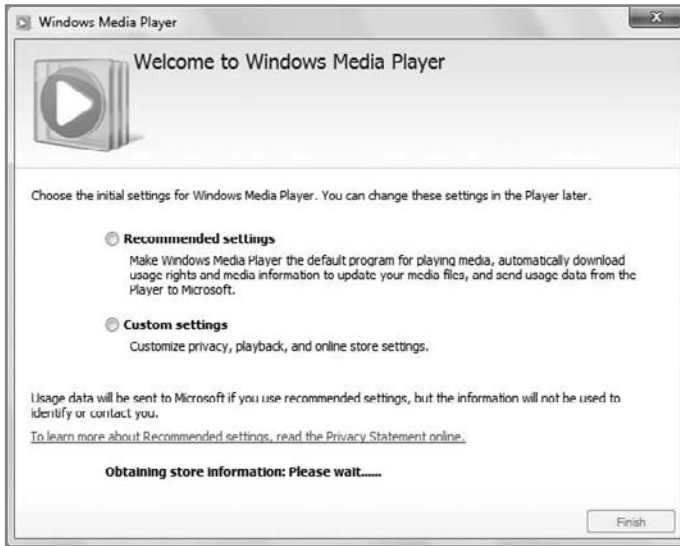 Windows Media Player
Welcome to Windows Media Player
Choose the initial settings for Windows Media Player. You can change these settings in the Player later.
Recommended settings
Make Windows Media Player the default program for playing media, automatically download
usage rights and media information to update your media files, and send usage data from the
Player to Microsoft.
Custom settings
Customize privacy, playback, and online store settings.
Usage data will be sent to Microsoft if you use recommended settings, but the information will not be used to
identify or contact you.
To learn more about Recommended settings, read the Privacy Statement online.
Obtaining store information: Please wait......
Finish